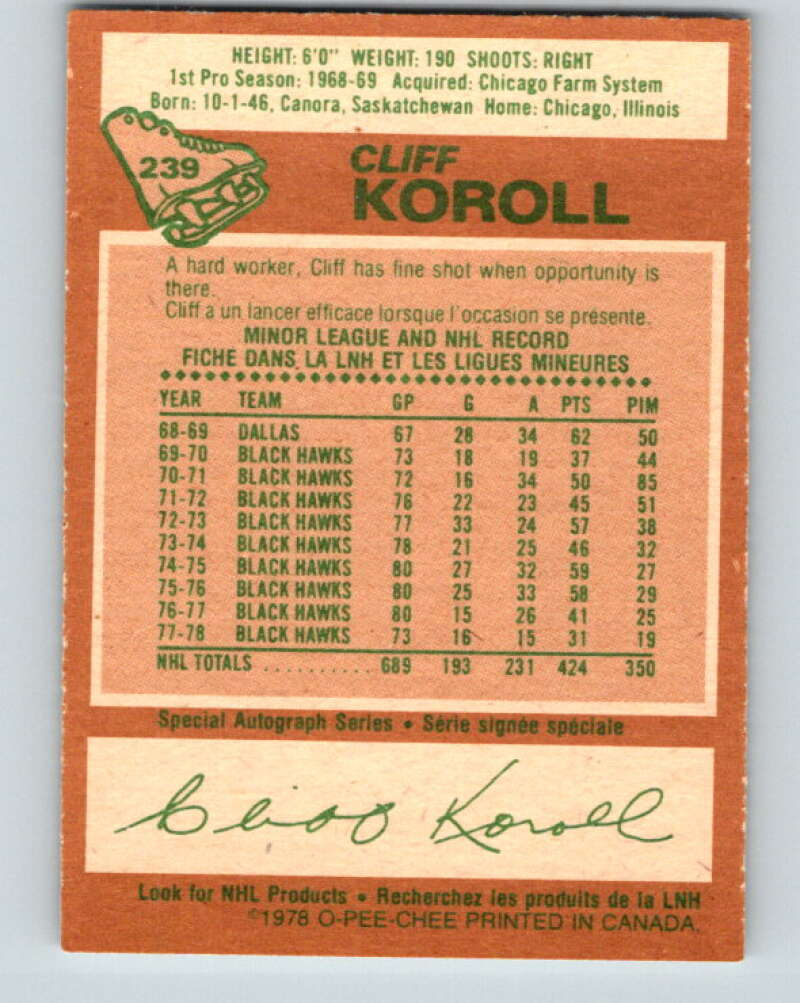 HEIGHT: 6'0" WEIGHT: 190 SHOOTS: RIGHT
1st Pro Season: 1968-69 Acquired: Chicago Farm System
Born: 10-1-46, Canora, Saskatchewan Home: Chicago, Illinois
239
CLIFF
KOROLL
A hard worker, Cliff has fine shot when opportunity is
there.
Cliff a un lancer efficace lorsque l'occasion se présente.
MINOR LEAGUE AND NHL RECORD
FICHE DANS LA LNH ET LES LIGUES MINEURES
YEAR TEAM GP G A PTS PIM
68-69 DALLAS 67 28 34 62 50
69-70 BLACK HAWKS 73 18 19 37 44
70-71 BLACK HAWKS 72 16 34 50 85
71-72 BLACK HAWKS 76 22 23 45 51
72-73 BLACK HAWKS 77 33 24 57 38
73-74 BLACK HAWKS 78 21 25 46 32
74-75 BLACK HAWKS 80 27 32 59 27
75-76 BLACK HAWKS 80 25 33 58 29
76-77 BLACK HAWKS 80 15 26 41 25
77-78 BLACK HAWKS 73 16 15 31 19
NHL TOTALS .......... 689 193 231 424 350
Special Autograph Series • Série signée spéciale
Cliff Koroll
Look for NHL Products • Recherchez les produits de la LNH
©1978 O-PEE-CHEE PRINTED IN CANADA.